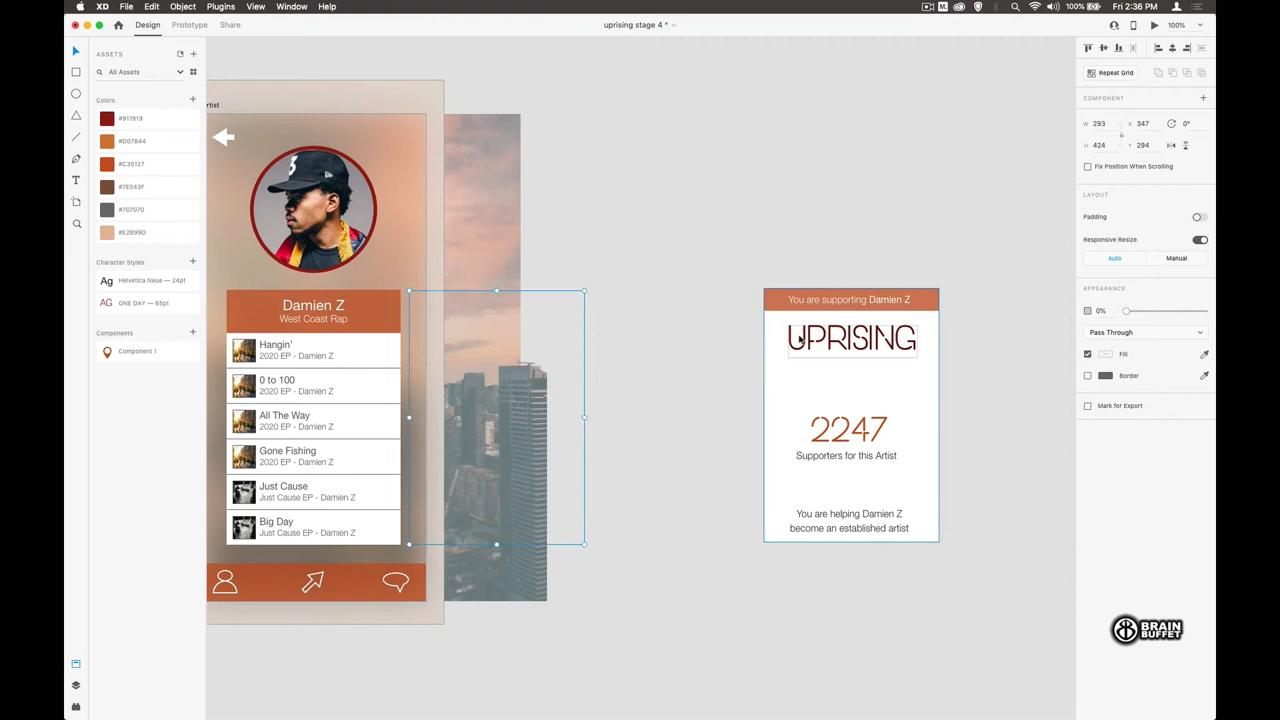 XD File Edit Object Plugins View Window Help
100% Fri 2:36 PM
Design Prototype Share
uprising stage 4 *
100%
ASSETS
All Assets
Colors
#911919
#D07B44
#C35127
#7E543F
#707070
#E2B99D
Character Styles
Ag Helvetica Neue — 24pt
AG ONE DAY — 65pt
Components
Component 1
rtist
Damien Z
West Coast Rap
Hangin'
2020 EP - Damien Z
0 to 100
2020 EP - Damien Z
All The Way
2020 EP - Damien Z
Gone Fishing
2020 EP - Damien Z
Just Cause
Just Cause EP - Damien Z
Big Day
Just Cause EP - Damien Z
You are supporting Damien Z
UPRISING
2247
Supporters for this Artist
You are helping Damien Z
become an established artist
Repeat Grid
COMPONENT
W 293 X 347 0°
H 424 Y 294
Fix Position When Scrolling
LAYOUT
Padding
Responsive Resize
Auto Manual
APPEARANCE
0%
Pass Through
Fill
Border
Mark for Export
BRAIN
BUFFET